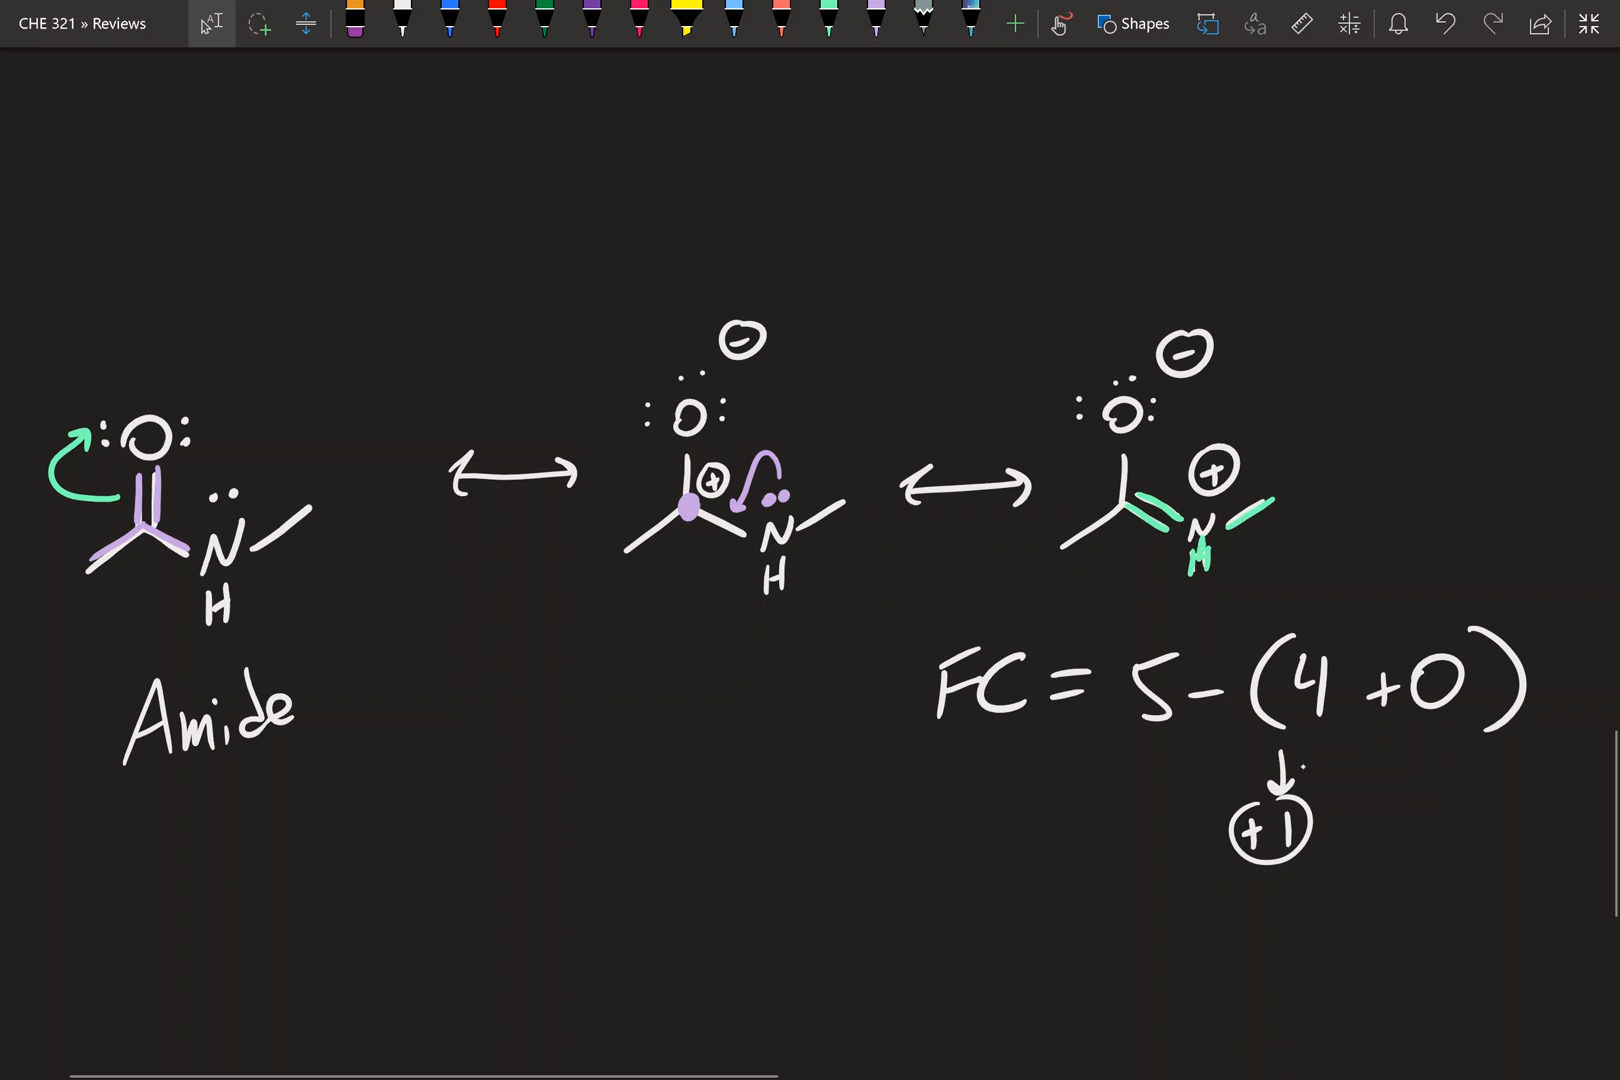 CHE 321 » Reviews
Shapes
:O: ⊖ :O: ⊖ :O:
N H
⊕ N H
⊕ N H
Amide
FC = 5 - (4 + 0)
+1